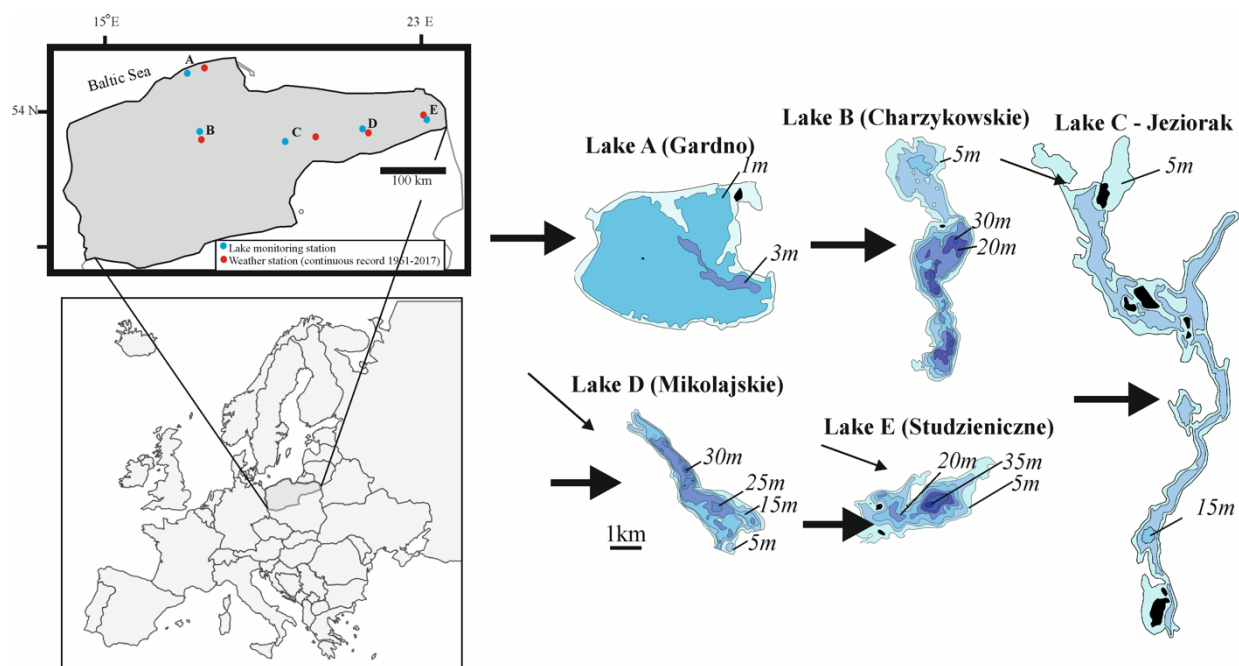 15°E
23 E
Baltic Sea
A
54 N
B
C
D
E
100 km
Lake monitoring station
Weather station (continuous record 1961-2017)
Lake A (Gardno)
1m
3m
Lake B (Charzykowskie)
5m
30m
20m
Lake C - Jeziorak
5m
15m
Lake D (Mikolajskie)
30m
25m
15m
5m
1km
Lake E (Studzieniczne)
20m
35m
5m